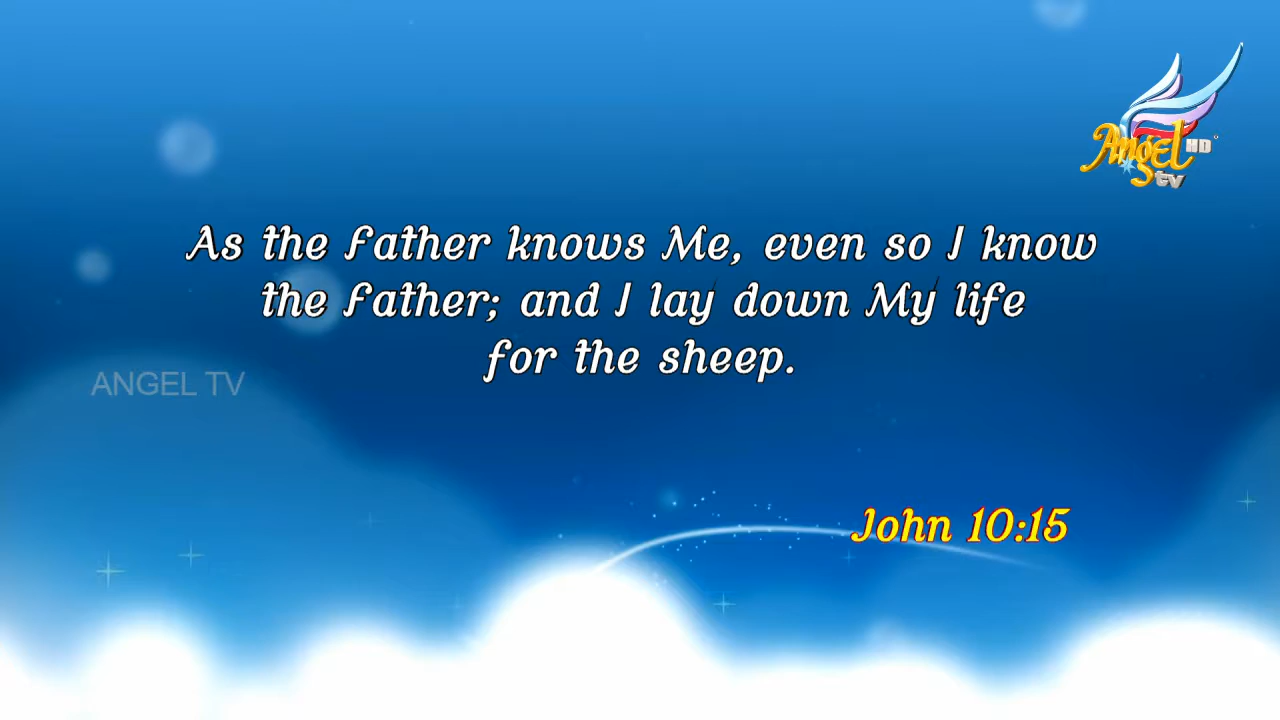 Angel HD
tv
As the Father knows Me, even so I know
the Father; and I lay down My life
for the sheep.
ANGEL TV
John 10:15